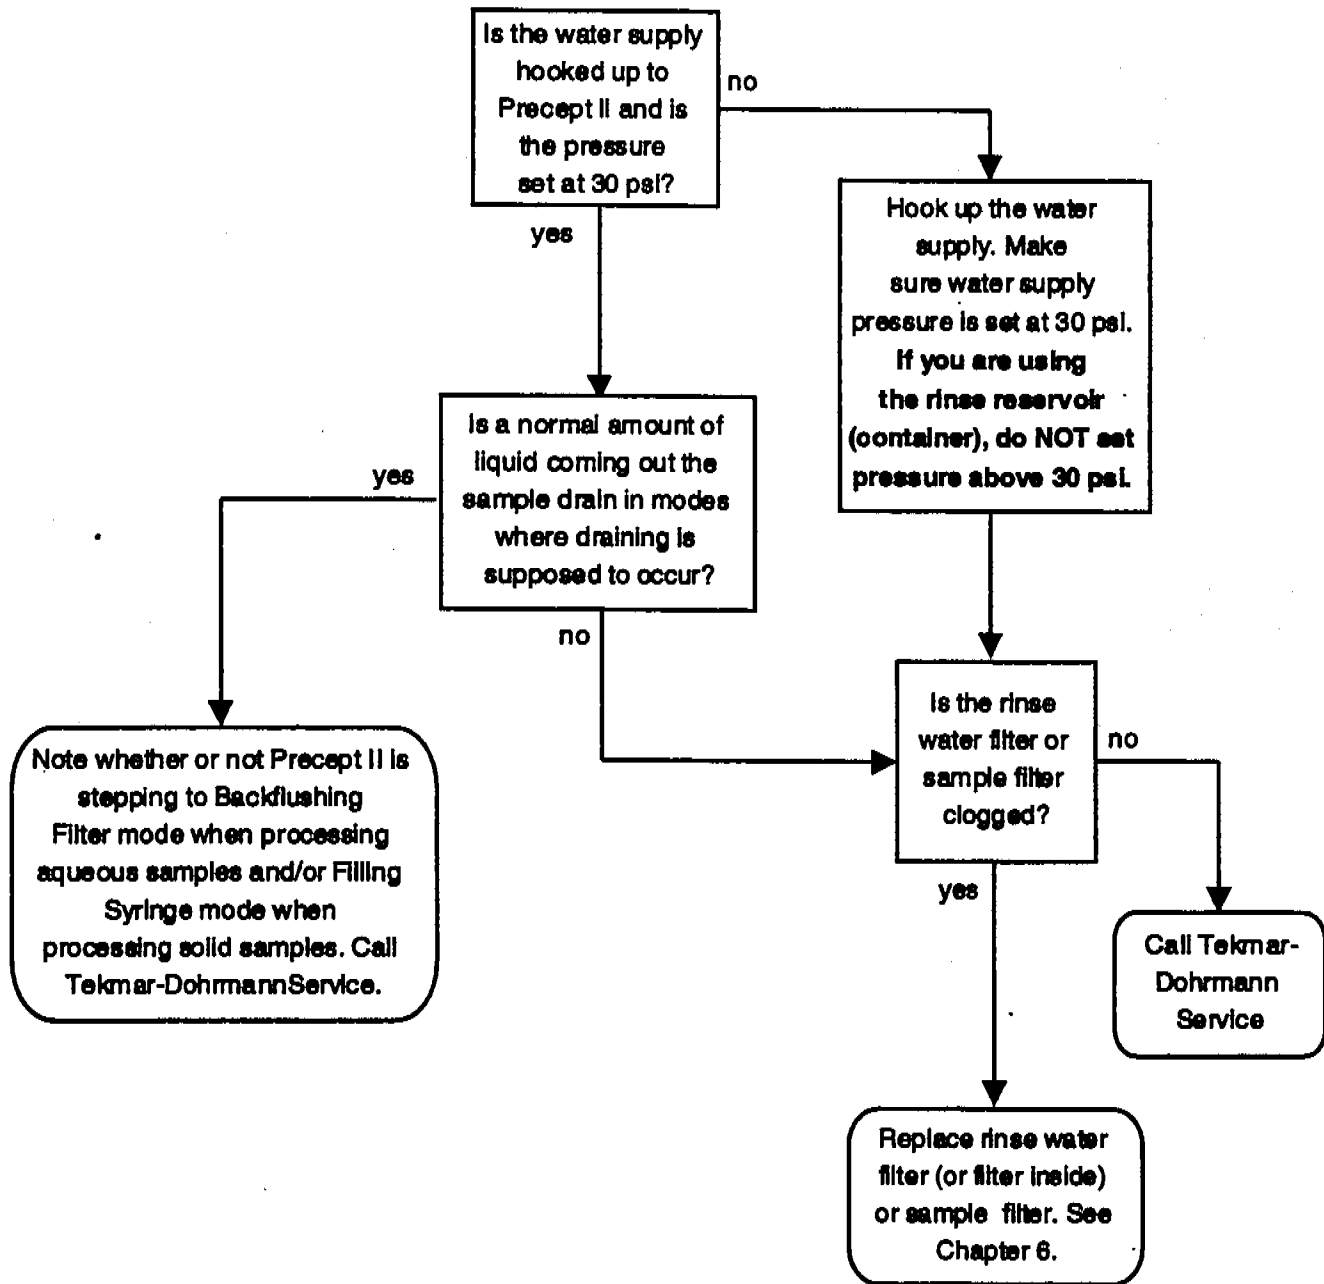 Is the water supply
hooked up to
Precept II and is
the pressure
set at 30 psi?
no
yes
Hook up the water
supply. Make
sure water supply
pressure is set at 30 psi.
If you are using
the rinse reservoir
(container), do NOT set
pressure above 30 psi.
Is a normal amount of
liquid coming out the
sample drain in modes
where draining is
supposed to occur?
yes
no
Is the rinse
water filter or
sample filter
clogged?
no
yes
Note whether or not Precept II is
stepping to Backflushing
Filter mode when processing
aqueous samples and/or Filling
Syringe mode when
processing solid samples. Call
Tekmar-DohrmannService.
Call Tekmar-
Dohrmann
Service
Replace rinse water
filter (or filter inside)
or sample filter. See
Chapter 6.